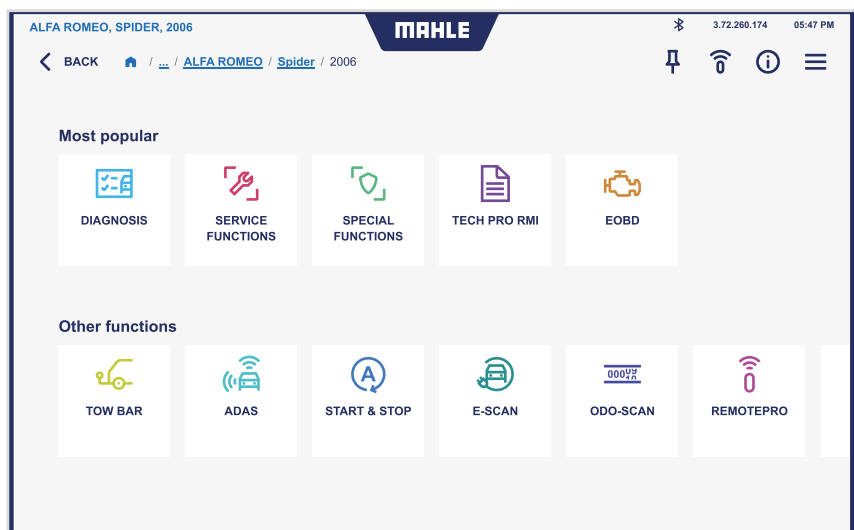 ALFA ROMEO, SPIDER, 2006
MAHLE
3.72.260.174
05:47 PM
BACK / ... / ALFA ROMEO / Spider / 2006
Most popular
DIAGNOSIS
SERVICE
FUNCTIONS
SPECIAL
FUNCTIONS
TECH PRO RMI
EOBD
Other functions
TOW BAR
ADAS
A
START & STOP
E-SCAN
ODO-SCAN
REMOTEPRO